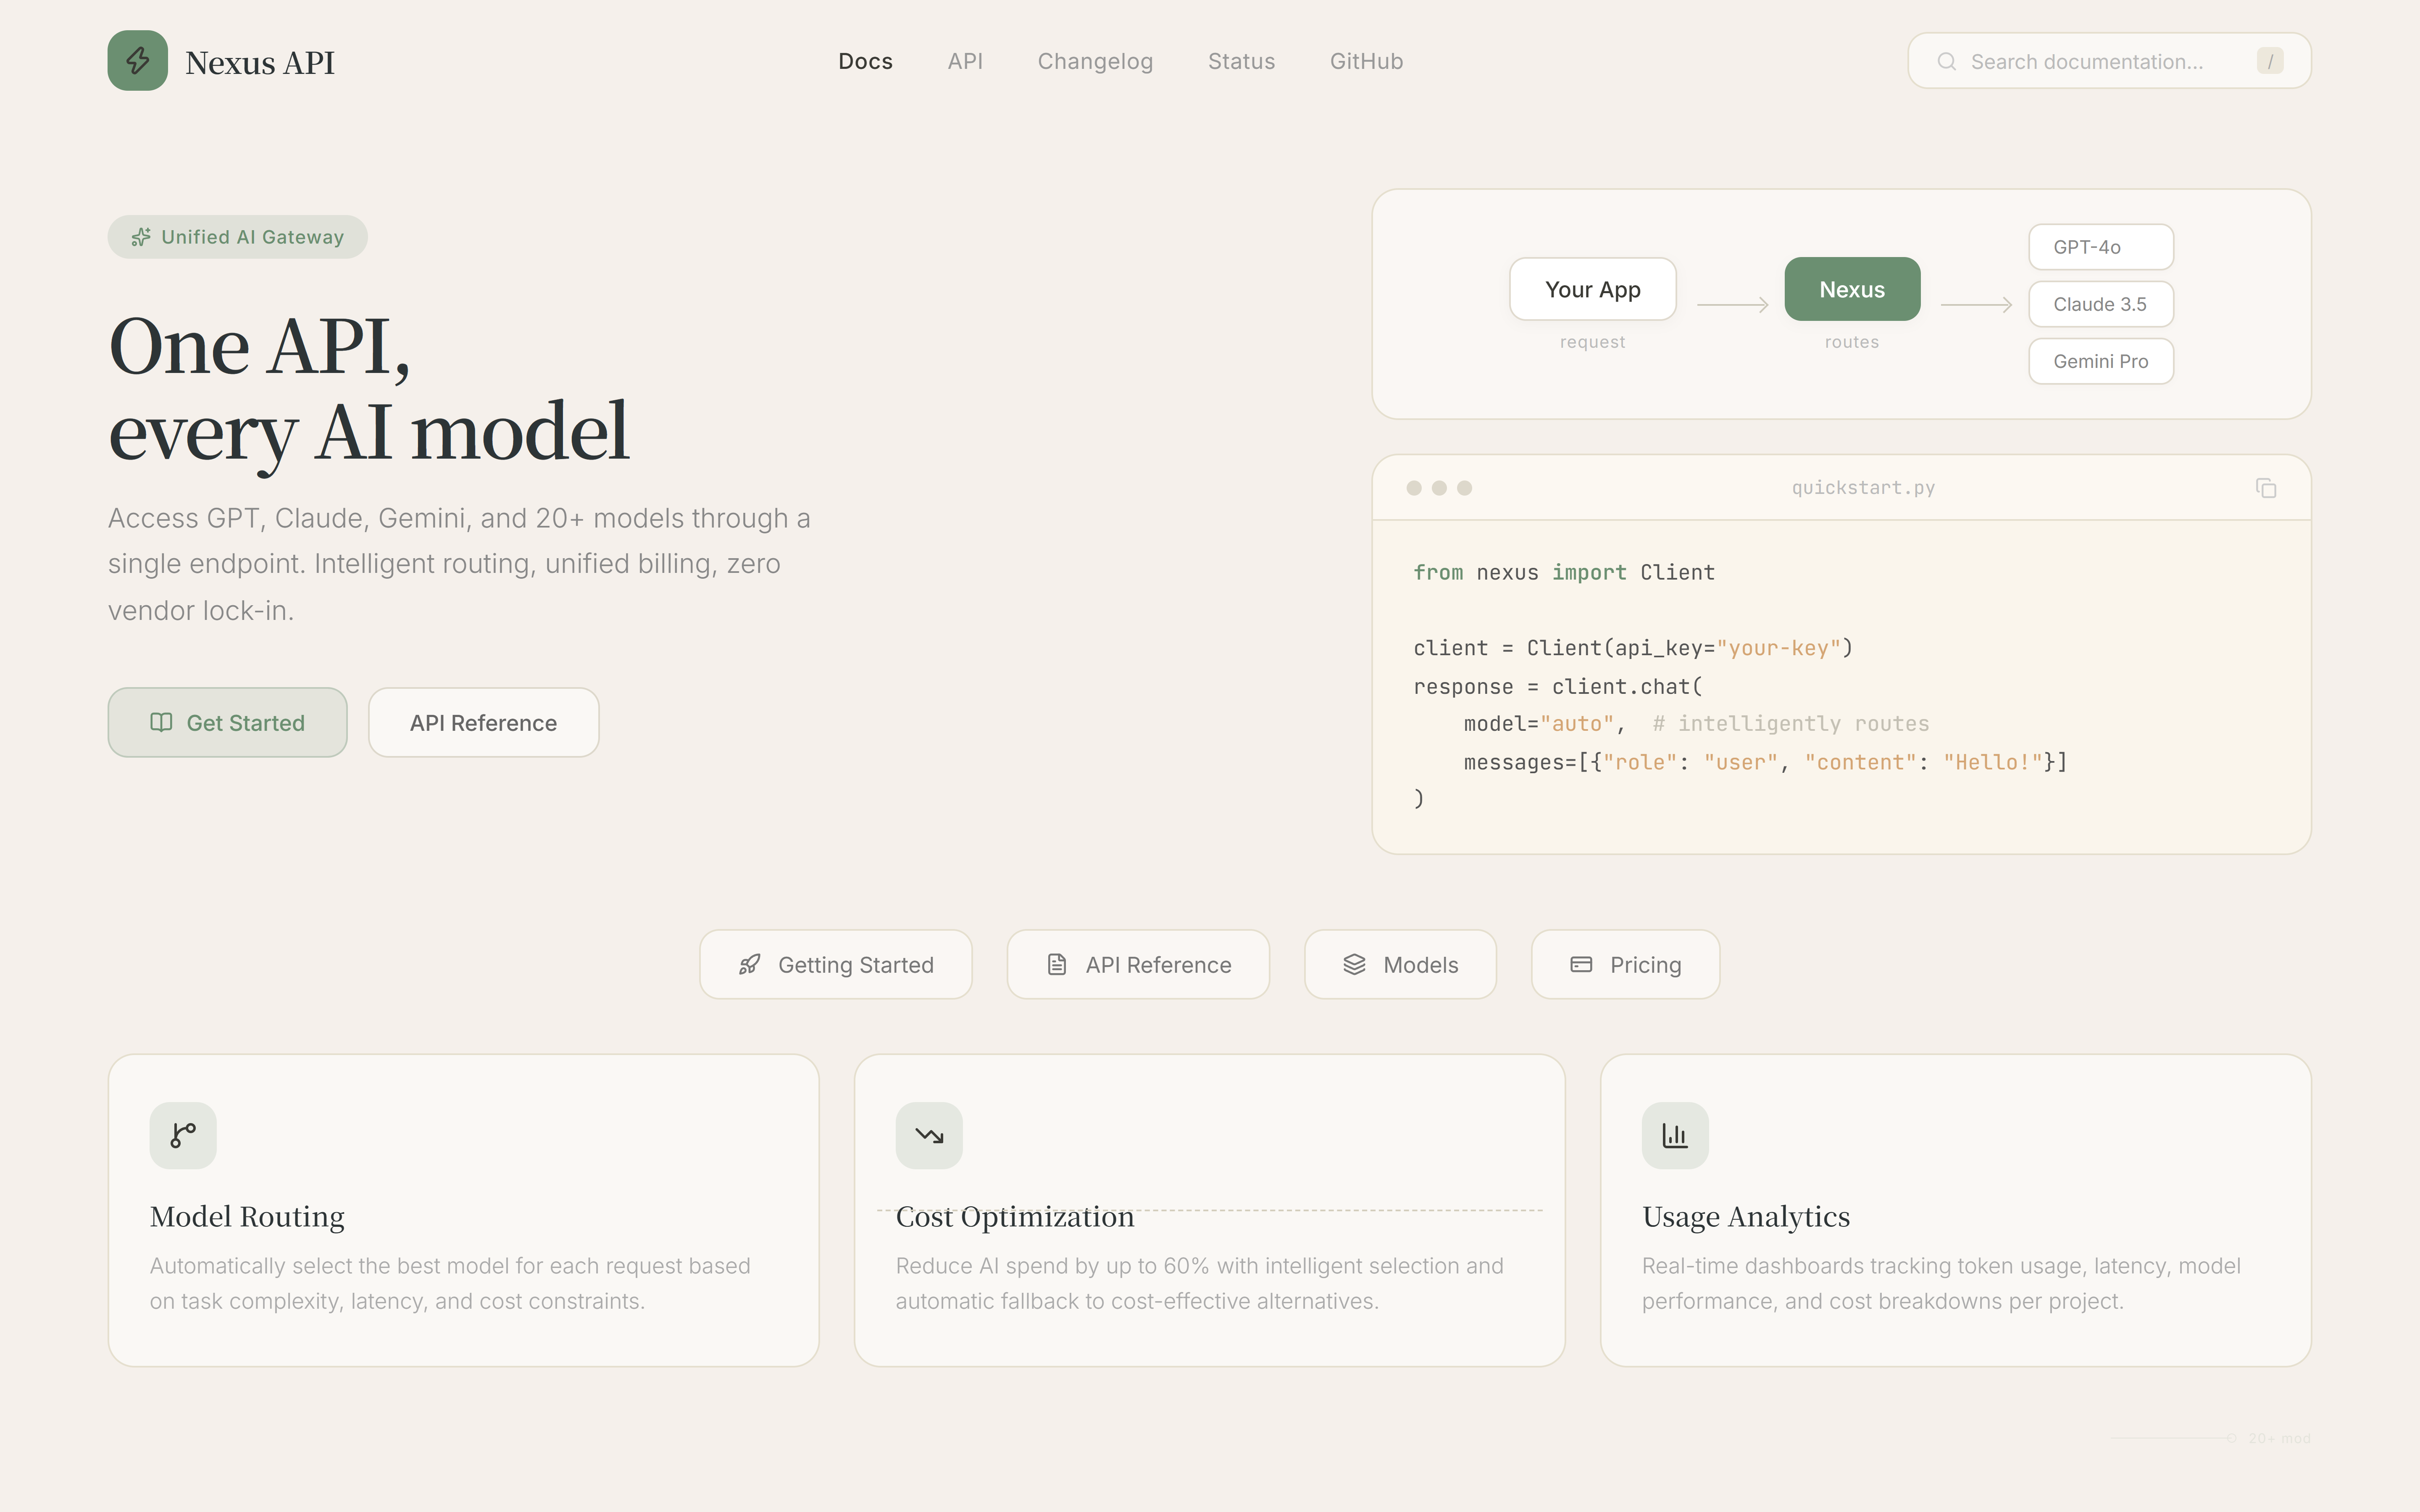 Nexus API
Docs
API
Changelog
Status
GitHub
Search documentation...
/
Unified AI Gateway
One API,
every AI model
Access GPT, Claude, Gemini, and 20+ models through a
single endpoint. Intelligent routing, unified billing, zero
vendor lock-in.
Get Started
API Reference
Your App
request
Nexus
routes
GPT-4o
Claude 3.5
Gemini Pro
quickstart.py
from nexus import Client
client = Client(api_key="your-key")
response = client.chat(
    model="auto",  # intelligently routes
    messages=[{"role": "user", "content": "Hello!"}]
)
Getting Started
API Reference
Models
Pricing
Model Routing
Automatically select the best model for each request based
on task complexity, latency, and cost constraints.
Cost Optimization
Reduce AI spend by up to 60% with intelligent selection and
automatic fallback to cost-effective alternatives.
Usage Analytics
Real-time dashboards tracking token usage, latency, model
performance, and cost breakdowns per project.
20+ mod